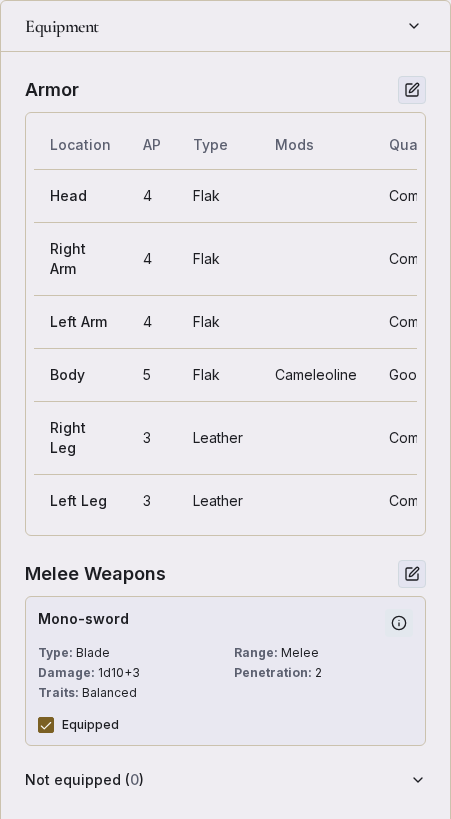 Equipment
Armor
Location AP Type Mods Qua
Head 4 Flak Com
Right
Arm 4 Flak Com
Left Arm 4 Flak Com
Body 5 Flak Cameleoline Goo
Right
Leg 3 Leather Com
Left Leg 3 Leather Com
Melee Weapons
Mono-sword
Type: Blade Range: Melee
Damage: 1d10+3 Penetration: 2
Traits: Balanced
Equipped
Not equipped (0)